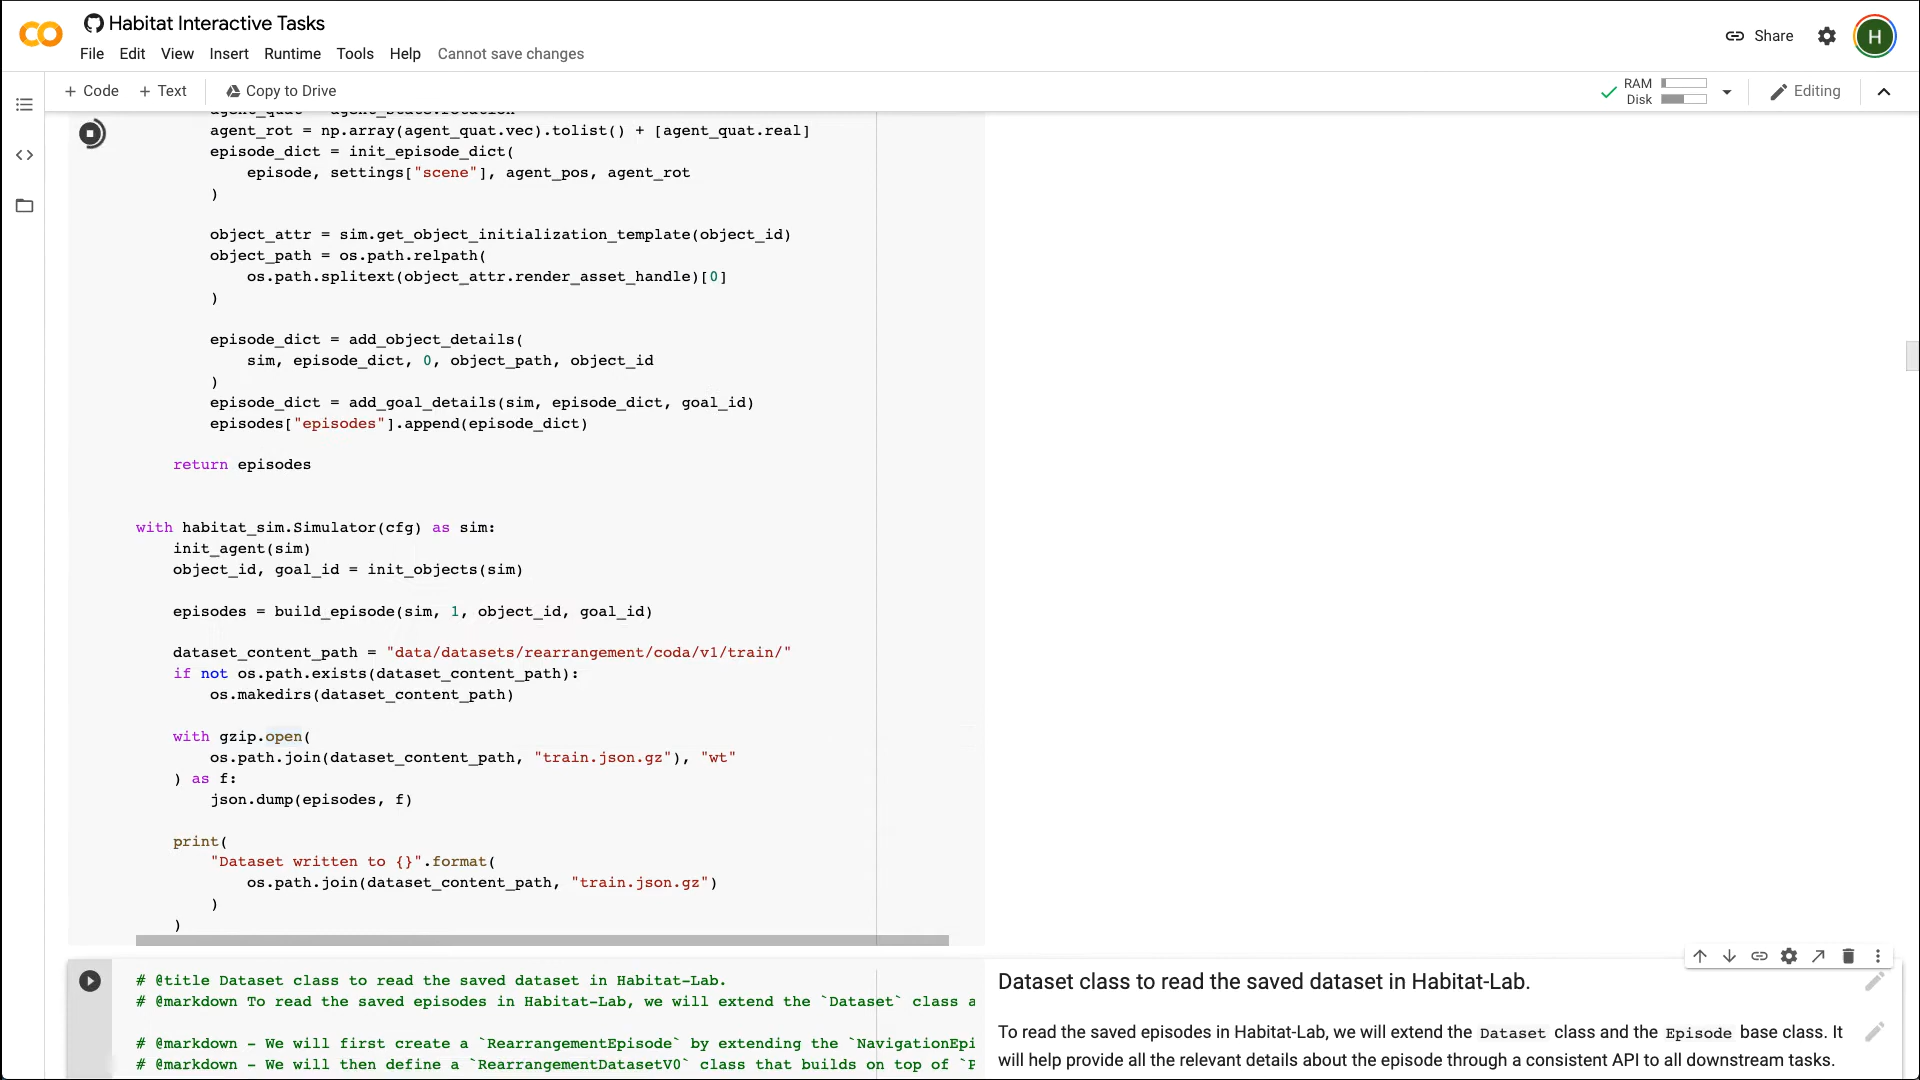 Habitat Interactive Tasks
File Edit View Insert Runtime Tools Help Cannot save changes
Share
H
+ Code + Text Copy to Drive
RAM
Disk
Editing
agent_quat = agent_state.rotation
agent_rot = np.array(agent_quat.vec).tolist() + [agent_quat.real]
episode_dict = init_episode_dict(
episode, settings["scene"], agent_pos, agent_rot
)
object_attr = sim.get_object_initialization_template(object_id)
object_path = os.path.relpath(
os.path.splitext(object_attr.render_asset_handle)[0]
)
episode_dict = add_object_details(
sim, episode_dict, 0, object_path, object_id
)
episode_dict = add_goal_details(sim, episode_dict, goal_id)
episodes["episodes"].append(episode_dict)
return episodes
with habitat_sim.Simulator(cfg) as sim:
init_agent(sim)
object_id, goal_id = init_objects(sim)
episodes = build_episode(sim, 1, object_id, goal_id)
dataset_content_path = "data/datasets/rearrangement/coda/v1/train/"
if not os.path.exists(dataset_content_path):
os.makedirs(dataset_content_path)
with gzip.open(
os.path.join(dataset_content_path, "train.json.gz"), "wt"
) as f:
json.dump(episodes, f)
print(
"Dataset written to {}".format(
os.path.join(dataset_content_path, "train.json.gz")
)
)
# @title Dataset class to read the saved dataset in Habitat-Lab.
# @markdown To read the saved episodes in Habitat-Lab, we will extend the `Dataset` class a
# @markdown - We will first create a `RearrangementEpisode` by extending the `NavigationEpi
# @markdown - We will then define a `RearrangementDatasetV0` class that builds on top of `P
Dataset class to read the saved dataset in Habitat-Lab.
To read the saved episodes in Habitat-Lab, we will extend the Dataset class and the Episode base class. It
will help provide all the relevant details about the episode through a consistent API to all downstream tasks.